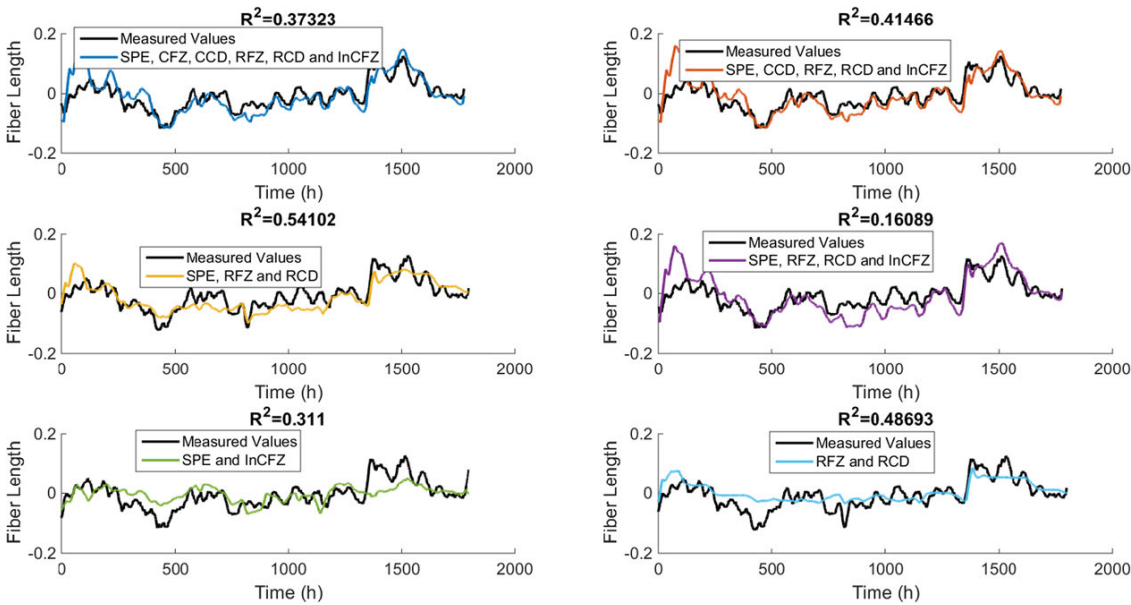 R²=0.37323
Measured Values
SPE, CFZ, CCD, RFZ, RCD and InCFZ
Fiber Length
0.2
0
-0.2
0 500 1000 1500 2000
Time (h)
R²=0.41466
Measured Values
SPE, CCD, RFZ, RCD and InCFZ
Fiber Length
0.2
0
-0.2
0 500 1000 1500 2000
Time (h)
R²=0.54102
Measured Values
SPE, RFZ and RCD
Fiber Length
0.2
0
-0.2
0 500 1000 1500 2000
Time (h)
R²=0.16089
Measured Values
SPE, RFZ, RCD and InCFZ
Fiber Length
0.2
0
-0.2
0 500 1000 1500 2000
Time (h)
R²=0.311
Measured Values
SPE and InCFZ
Fiber Length
0.2
0
-0.2
0 500 1000 1500 2000
Time (h)
R²=0.48693
Measured Values
RFZ and RCD
Fiber Length
0.2
0
-0.2
0 500 1000 1500 2000
Time (h)